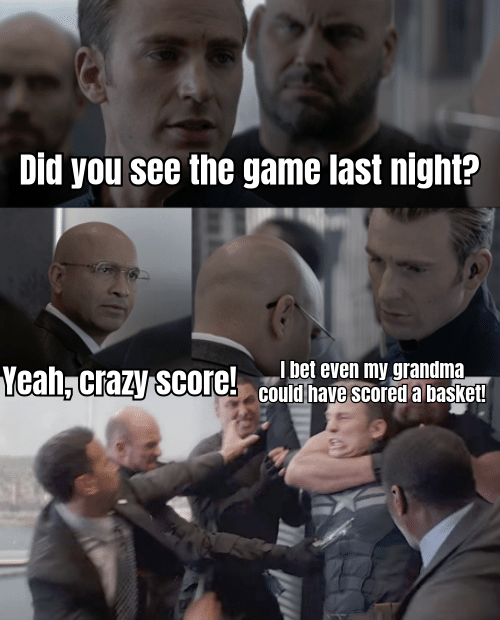 Did you see the game last night?
Yeah, crazy score!
I bet even my grandma
could have scored a basket!